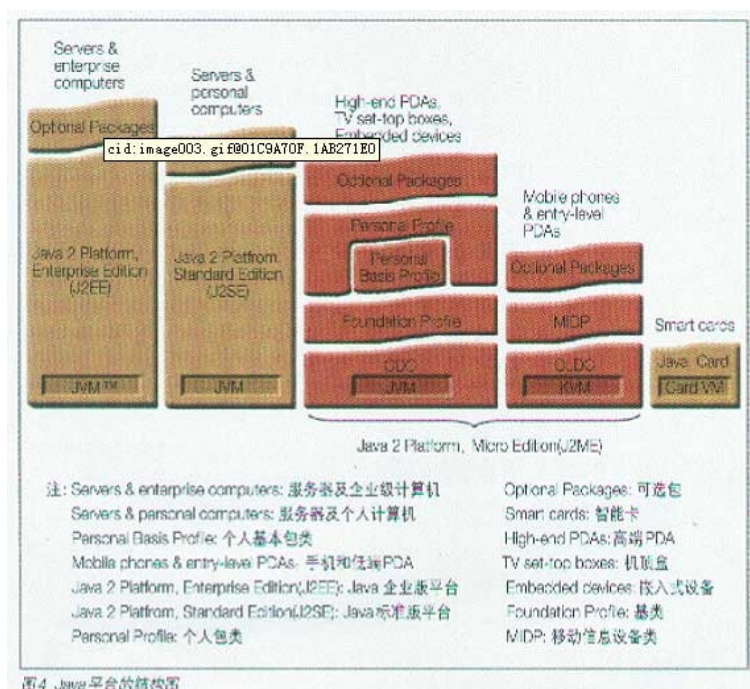 Servers &
enterprise
computers
Servers &
personal
computers
High-end PDAs,
TV set-top boxes,
Embedded devices
Mobile phones
& entry-level
PDAs
Smart cards
Optional Packages
cid:image003.gif@01C9A70F.1AB271E0
Java 2 Platform,
Enterprise Edition
(J2EE)
JVM™
Java 2 Platfrom,
Standard Edition
(J2SE)
JVM
Optional Packages
Personal Profile
Personal
Basis Profile
Foundation Profile
CDC
JVM
Optional Packages
MIDP
CLDC
KVM
Java Card
Card VM
Java 2 Platform, Micro Edition(J2ME)
注: Servers & enterprise computers: 服务器及企业级计算机
Servers & personal computers: 服务器及个人计算机
Personal Basis Profile: 个人基本包类
Mobile phones & entry-level PDAs: 手机和低端PDA
Java 2 Platform, Enterprise Edition(J2EE): Java 企业版平台
Java 2 Platfrom, Standard Edition(J2SE): Java标准版平台
Personal Profile: 个人包类
Optional Packages: 可选包
Smart cards: 智能卡
High-end PDAs: 高端PDA
TV set-top boxes: 机顶盒
Embedded devices: 嵌入式设备
Foundation Profile: 基类
MIDP: 移动信息设备类
图4 Java平台的结构图